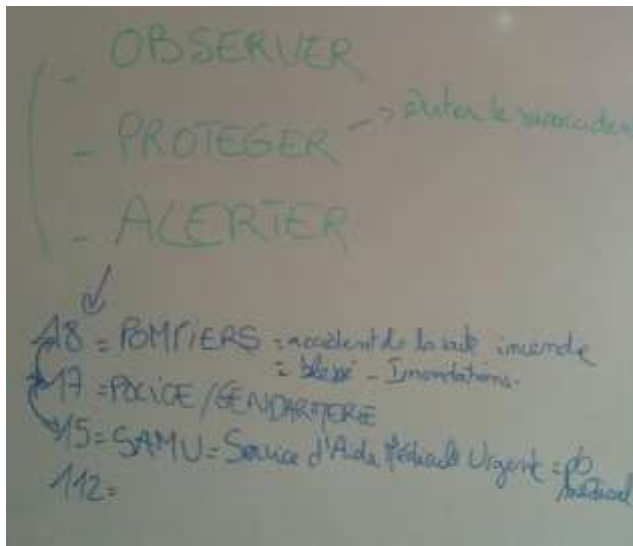 - OBSERVER
- PROTEGER -> éviter le suraccident
- ALERTER
18 = POMPIERS = accident de la route incendie
= blessé - Inondations.
17 = POLICE / GENDARMERIE
15 = SAMU = Service d'Aide Médicale Urgente = pb
médical
112 =